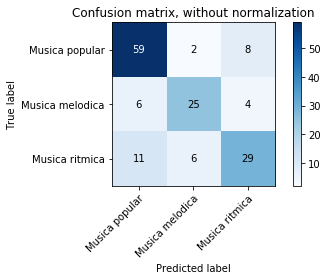 Confusion matrix, without normalization
True label
Musica popular
59 2 8
Musica melodica
6 25 4
Musica ritmica
11 6 29
Musica popular
Musica melodica
Musica ritmica
Predicted label
50
40
30
20
10